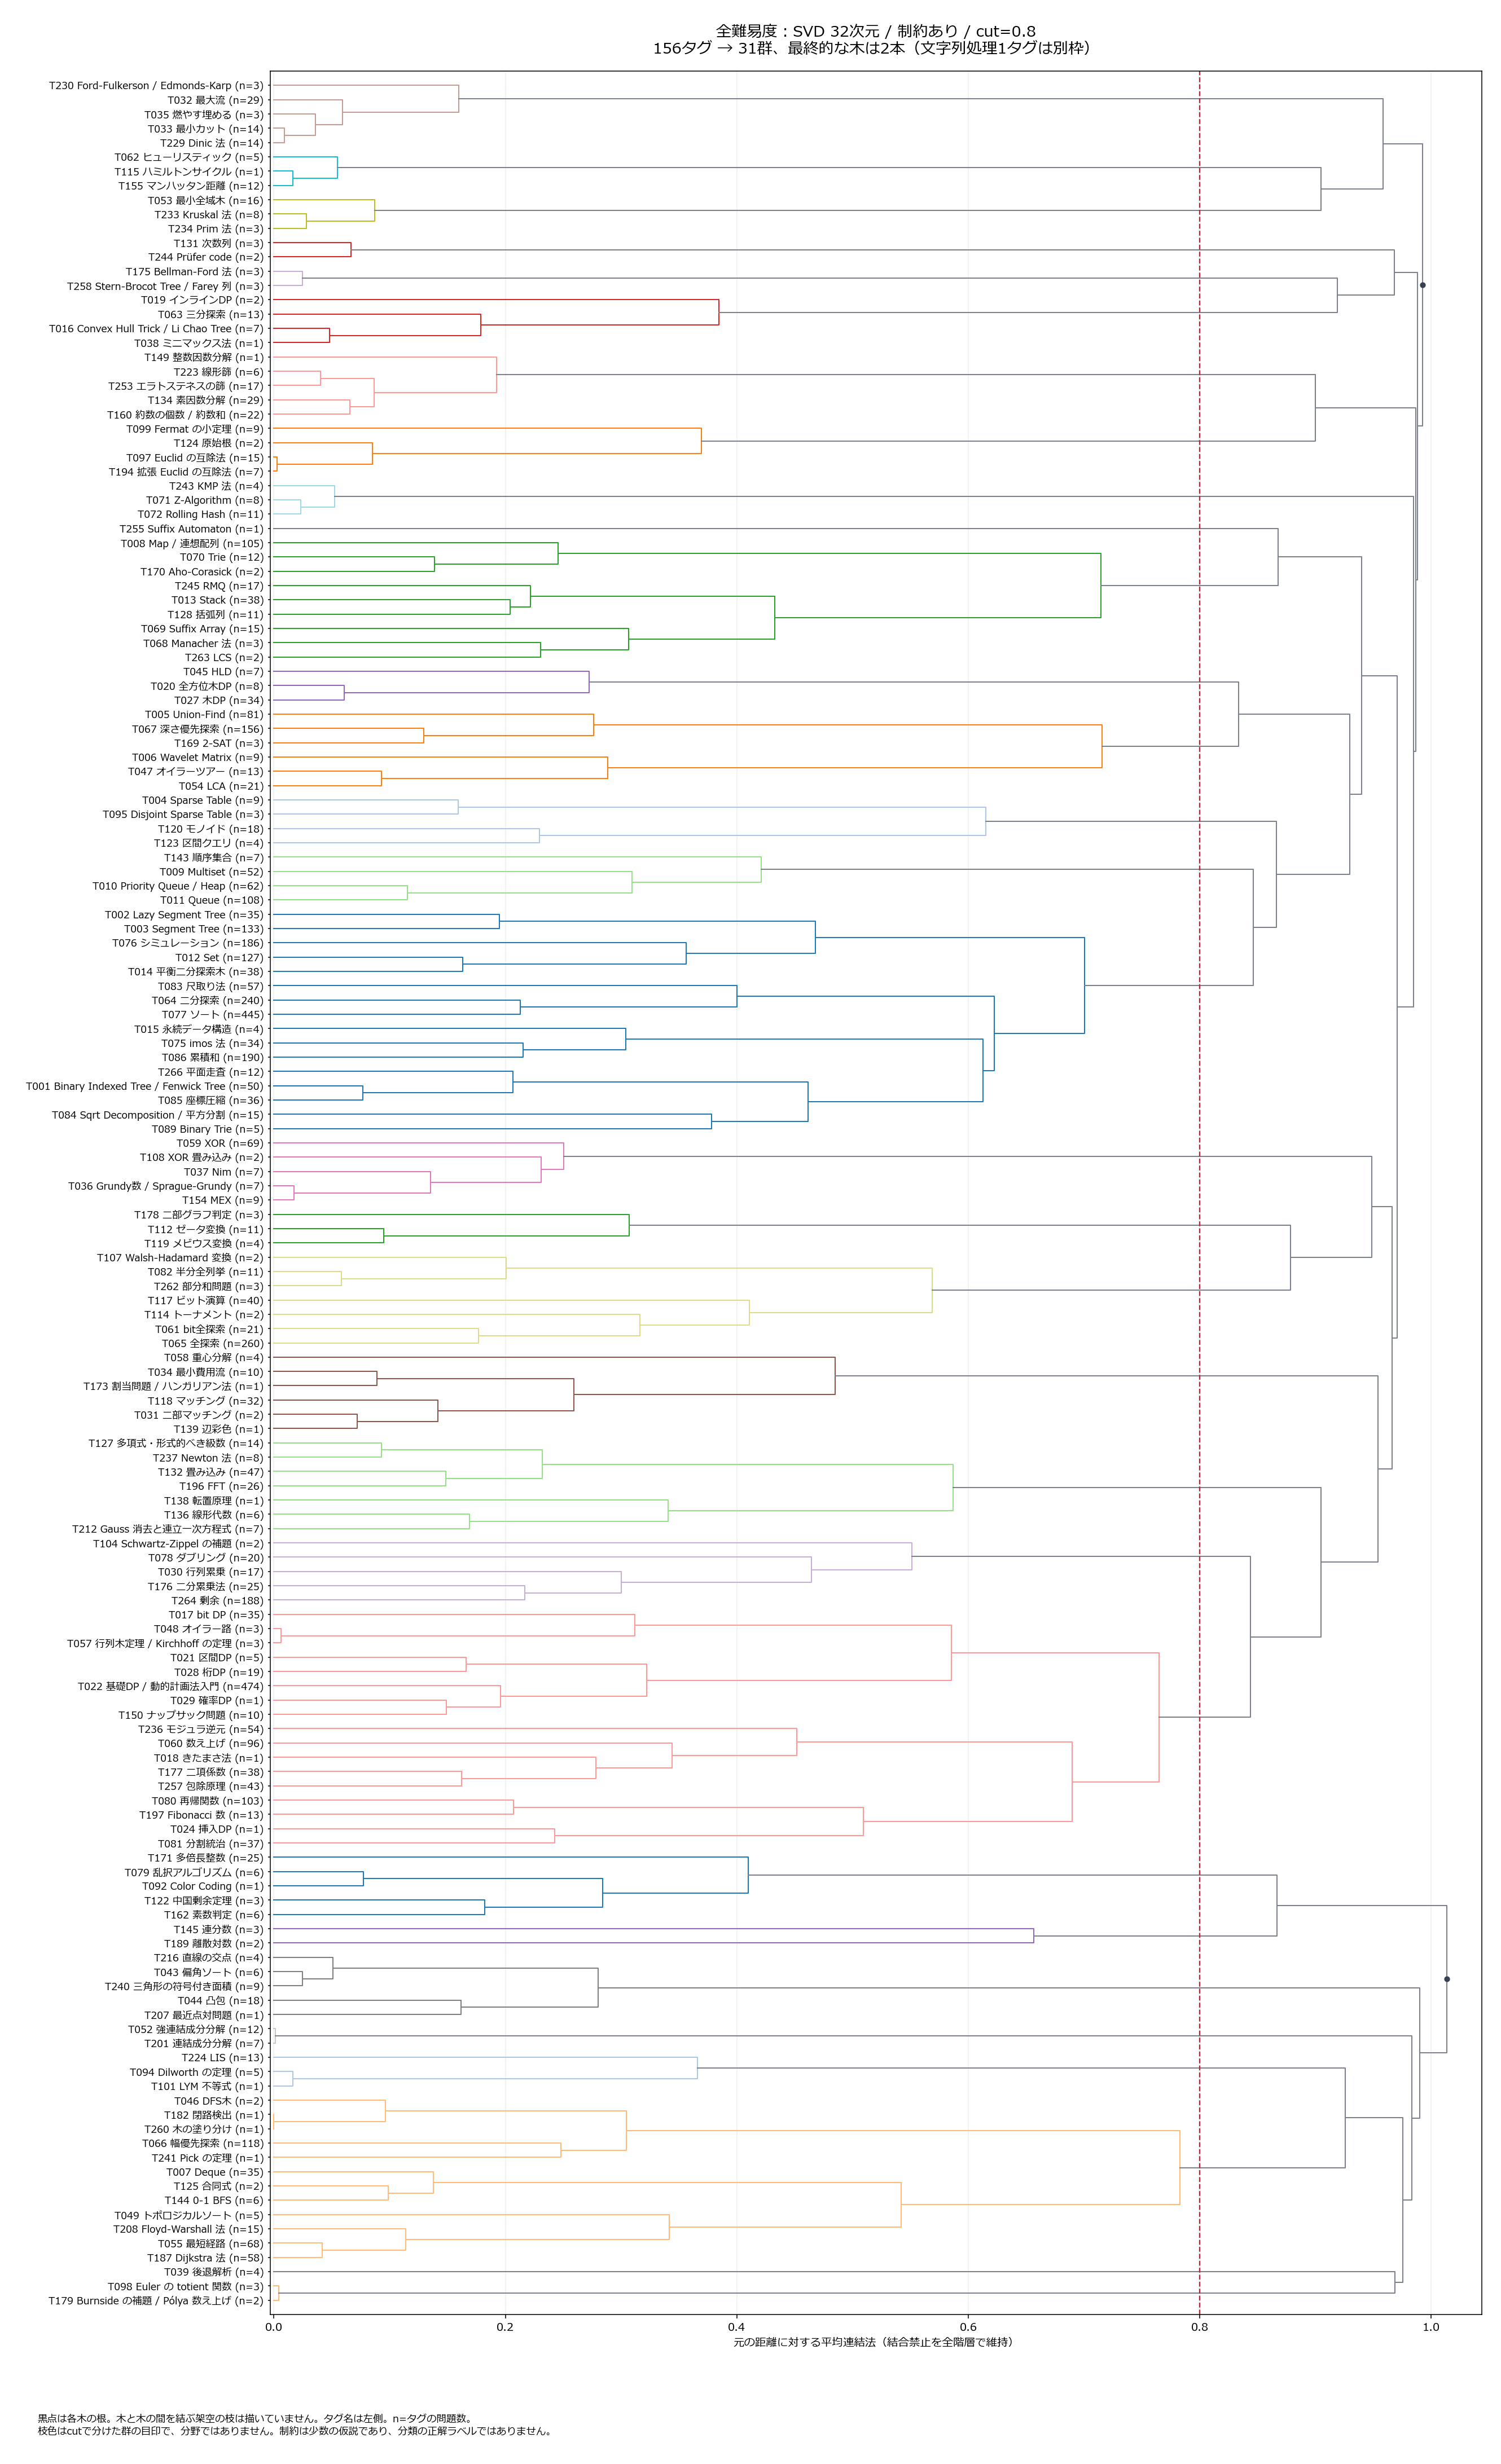 全難易度：SVD 32次元 / 制約あり / cut=0.8
156タグ → 31群、最終的な木は2本（文字列処理1タグは別枠）
T230 Ford-Fulkerson / Edmonds-Karp (n=3)
T032 最大流 (n=29)
T035 燃やす埋める (n=3)
T033 最小カット (n=14)
T229 Dinic 法 (n=14)
T062 ヒューリスティック (n=5)
T115 ハミルトンサイクル (n=1)
T155 マンハッタン距離 (n=12)
T053 最小全域木 (n=16)
T233 Kruskal 法 (n=8)
T234 Prim 法 (n=3)
T131 次数列 (n=3)
T244 Prüfer code (n=2)
T175 Bellman-Ford 法 (n=3)
T258 Stern-Brocot Tree / Farey 列 (n=3)
T019 インラインDP (n=2)
T063 三分探索 (n=13)
T016 Convex Hull Trick / Li Chao Tree (n=7)
T038 ミニマックス法 (n=1)
T149 整数因数分解 (n=1)
T223 線形篩 (n=6)
T253 エラトステネスの篩 (n=17)
T134 素因数分解 (n=29)
T160 約数の個数 / 約数和 (n=22)
T099 Fermat の小定理 (n=9)
T124 原始根 (n=2)
T097 Euclid の互除法 (n=15)
T194 拡張 Euclid の互除法 (n=7)
T243 KMP 法 (n=4)
T071 Z-Algorithm (n=8)
T072 Rolling Hash (n=11)
T255 Suffix Automaton (n=1)
T008 Map / 連想配列 (n=105)
T070 Trie (n=12)
T170 Aho-Corasick (n=2)
T245 RMQ (n=17)
T013 Stack (n=38)
T128 括弧列 (n=11)
T069 Suffix Array (n=15)
T068 Manacher 法 (n=3)
T263 LCS (n=2)
T045 HLD (n=7)
T020 全方位木DP (n=8)
T027 木DP (n=34)
T005 Union-Find (n=81)
T067 深さ優先探索 (n=156)
T169 2-SAT (n=3)
T006 Wavelet Matrix (n=9)
T047 オイラーツアー (n=13)
T054 LCA (n=21)
T004 Sparse Table (n=9)
T095 Disjoint Sparse Table (n=3)
T120 モノイド (n=18)
T123 区間クエリ (n=4)
T143 順序集合 (n=7)
T009 Multiset (n=52)
T010 Priority Queue / Heap (n=62)
T011 Queue (n=108)
T002 Lazy Segment Tree (n=35)
T003 Segment Tree (n=133)
T076 シミュレーション (n=186)
T012 Set (n=127)
T014 平衡二分探索木 (n=38)
T083 尺取り法 (n=57)
T064 二分探索 (n=240)
T077 ソート (n=445)
T015 永続データ構造 (n=4)
T075 imos 法 (n=34)
T086 累積和 (n=190)
T266 平面走査 (n=12)
T001 Binary Indexed Tree / Fenwick Tree (n=50)
T085 座標圧縮 (n=36)
T084 Sqrt Decomposition / 平方分割 (n=15)
T089 Binary Trie (n=5)
T059 XOR (n=69)
T108 XOR 畳み込み (n=2)
T037 Nim (n=7)
T036 Grundy数 / Sprague-Grundy (n=7)
T154 MEX (n=9)
T178 二部グラフ判定 (n=3)
T112 ゼータ変換 (n=11)
T119 メビウス変換 (n=4)
T107 Walsh-Hadamard 変換 (n=2)
T082 半分全列挙 (n=11)
T262 部分和問題 (n=3)
T117 ビット演算 (n=40)
T114 トーナメント (n=2)
T061 bit全探索 (n=21)
T065 全探索 (n=260)
T058 重心分解 (n=4)
T034 最小費用流 (n=10)
T173 割当問題 / ハンガリアン法 (n=1)
T118 マッチング (n=32)
T031 二部マッチング (n=2)
T139 辺彩色 (n=1)
T127 多項式・形式的べき級数 (n=14)
T237 Newton 法 (n=8)
T132 畳み込み (n=47)
T196 FFT (n=26)
T138 転置原理 (n=1)
T136 線形代数 (n=6)
T212 Gauss 消去と連立一次方程式 (n=7)
T104 Schwartz-Zippel の補題 (n=2)
T078 ダブリング (n=20)
T030 行列累乗 (n=17)
T176 二分累乗法 (n=25)
T264 剰余 (n=188)
T017 bit DP (n=35)
T048 オイラー路 (n=3)
T057 行列木定理 / Kirchhoff の定理 (n=3)
T021 区間DP (n=5)
T028 桁DP (n=19)
T022 基礎DP / 動的計画法入門 (n=474)
T029 確率DP (n=1)
T150 ナップサック問題 (n=10)
T236 モジュラ逆元 (n=54)
T060 数え上げ (n=96)
T018 きたまさ法 (n=1)
T177 二項係数 (n=38)
T257 包除原理 (n=43)
T080 再帰関数 (n=103)
T197 Fibonacci 数 (n=13)
T024 挿入DP (n=1)
T081 分割統治 (n=37)
T171 多倍長整数 (n=25)
T079 乱択アルゴリズム (n=6)
T092 Color Coding (n=1)
T122 中国剰余定理 (n=3)
T162 素数判定 (n=6)
T145 連分数 (n=3)
T189 離散対数 (n=2)
T216 直線の交点 (n=4)
T043 偏角ソート (n=6)
T240 三角形の符号付き面積 (n=9)
T044 凸包 (n=18)
T207 最近点対問題 (n=1)
T052 強連結成分分解 (n=12)
T201 連結成分分解 (n=7)
T224 LIS (n=13)
T094 Dilworth の定理 (n=5)
T101 LYM 不等式 (n=1)
T046 DFS木 (n=2)
T182 閉路検出 (n=1)
T260 木の塗り分け (n=1)
T066 幅優先探索 (n=118)
T241 Pick の定理 (n=1)
T007 Deque (n=35)
T125 合同式 (n=2)
T144 0-1 BFS (n=6)
T049 トポロジカルソート (n=5)
T208 Floyd-Warshall 法 (n=15)
T055 最短経路 (n=68)
T187 Dijkstra 法 (n=58)
T039 後退解析 (n=4)
T098 Euler の totient 関数 (n=3)
T179 Burnside の補題 / Pólya 数え上げ (n=2)
0.0 0.2 0.4 0.6 0.8 1.0
元の距離に対する平均連結法（結合禁止を全階層で維持）
黒点は各木の根。木と木の間を結ぶ架空の枝は描いていません。タグ名は左側。n=タグの問題数。
枝色はcutで分けた群の目印で、分野ではありません。制約は少数の仮説であり、分類の正解ラベルではありません。